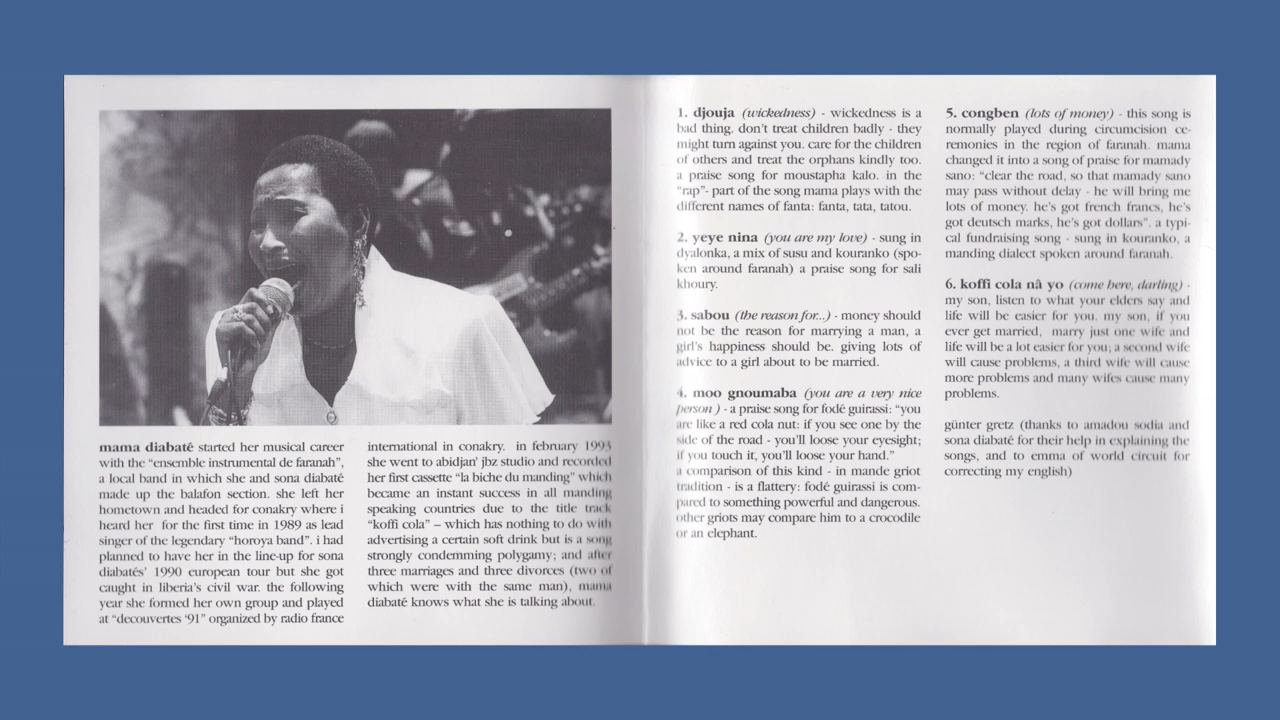 mama diabaté started her musical career
with the “ensemble instrumental de faranah”,
a local band in which she and sona diabaté
made up the balafon section. she left her
hometown and headed for conakry where i
heard her for the first time in 1989 as lead
singer of the legendary “horoya band”. i had
planned to have her in the line-up for sona
diabatés’ 1990 european tour but she got
caught in liberia’s civil war. the following
year she formed her own group and played
at “decouvertes ‘91” organized by radio france
international in conakry. in february 1993
she went to abidjan’ jbz studio and recorded
her first cassette “la biche du manding” which
became an instant success in all manding
speaking countries due to the title track
“koffi cola” – which has nothing to do with
advertising a certain soft drink but is a song
strongly condemming polygamy; and after
three marriages and three divorces (two of
which were with the same man), mama
diabaté knows what she is talking about.
1. djouja (wickedness) - wickedness is a
bad thing. don’t treat children badly - they
might turn against you. care for the children
of others and treat the orphans kindly too.
a praise song for moustapha kalo. in the
“rap”- part of the song mama plays with the
different names of fanta: fanta, tata, tatou.
2. yeye nina (you are my love) - sung in
dyalonka, a mix of susu and kouranko (spo-
ken around faranah) a praise song for sali
khoury.
3. sabou (the reason for...) - money should
not be the reason for marrying a man, a
girl’s happiness should be. giving lots of
advice to a girl about to be married.
4. moo gnoumaba (you are a very nice
person ) - a praise song for fodé guirassi: “you
are like a red cola nut: if you see one by the
side of the road - you’ll loose your eyesight;
if you touch it, you’ll loose your hand.”
a comparison of this kind - in mande griot
tradition - is a flattery: fodé guirassi is com-
pared to something powerful and dangerous.
other griots may compare him to a crocodile
or an elephant.
5. congben (lots of money) - this song is
normally played during circumcision ce-
remonies in the region of faranah. mama
changed it into a song of praise for mamady
sano: “clear the road, so that mamady sano
may pass without delay - he will bring me
lots of money. he’s got french francs, he’s
got deutsch marks, he’s got dollars”. a typi-
cal fundraising song - sung in kouranko, a
manding dialect spoken around faranah.
6. koffi cola nâ yo (come here, darling) -
my son, listen to what your elders say and
life will be easier for you. my son, if you
ever get married, marry just one wife and
life will be a lot easier for you; a second wife
will cause problems, a third wife will cause
more problems and many wifes cause many
problems.
günter gretz (thanks to amadou sodia and
sona diabaté for their help in explaining the
songs, and to emma of world circuit for
correcting my english)